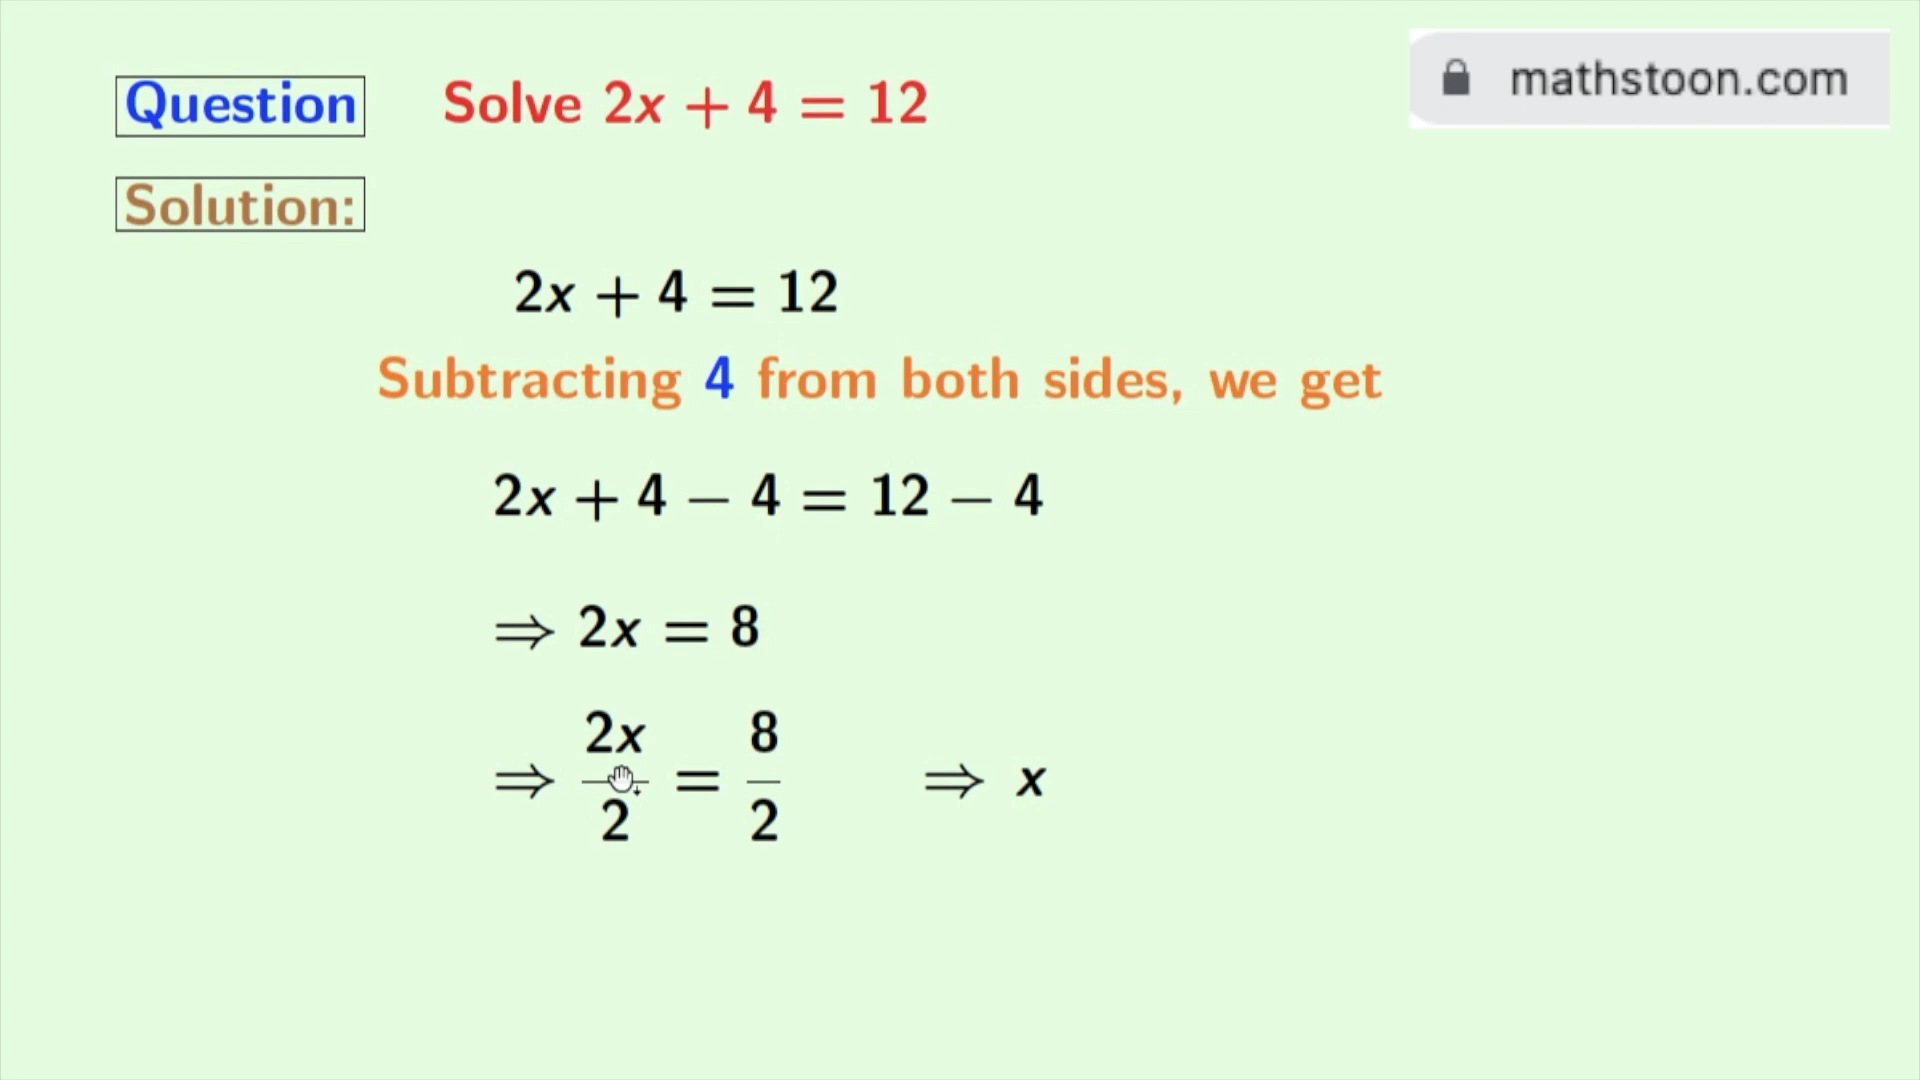 Question Solve 2x + 4 = 12
mathstoon.com
Solution:
2x + 4 = 12
Subtracting 4 from both sides, we get
2x + 4 − 4 = 12 − 4
⇒ 2x = 8
⇒ 2x/2 = 8/2 ⇒ x